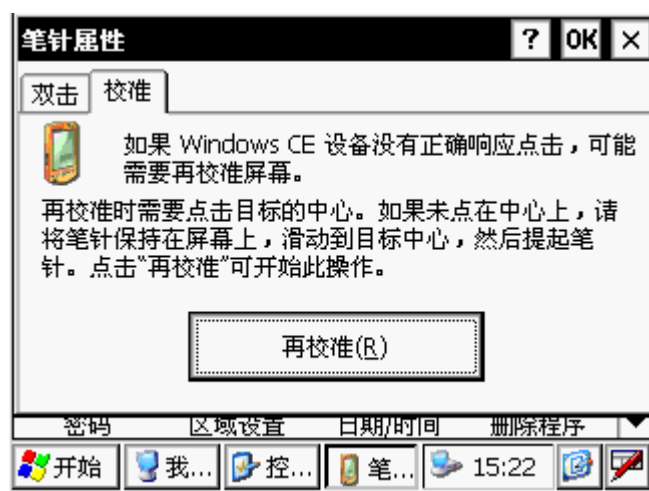 笔针属性 ? OK ×
双击 校准
如果 Windows CE 设备没有正确响应点击，可能
需要再校准屏幕。
再校准时需要点击目标的中心。如果未点在中心上，请
将笔针保持在屏幕上，滑动到目标中心，然后提起笔
针。点击“再校准”可开始此操作。
再校准(R)
密码 区域设置 日期/时间 删除程序
开始 我... 控... 笔... 15:22